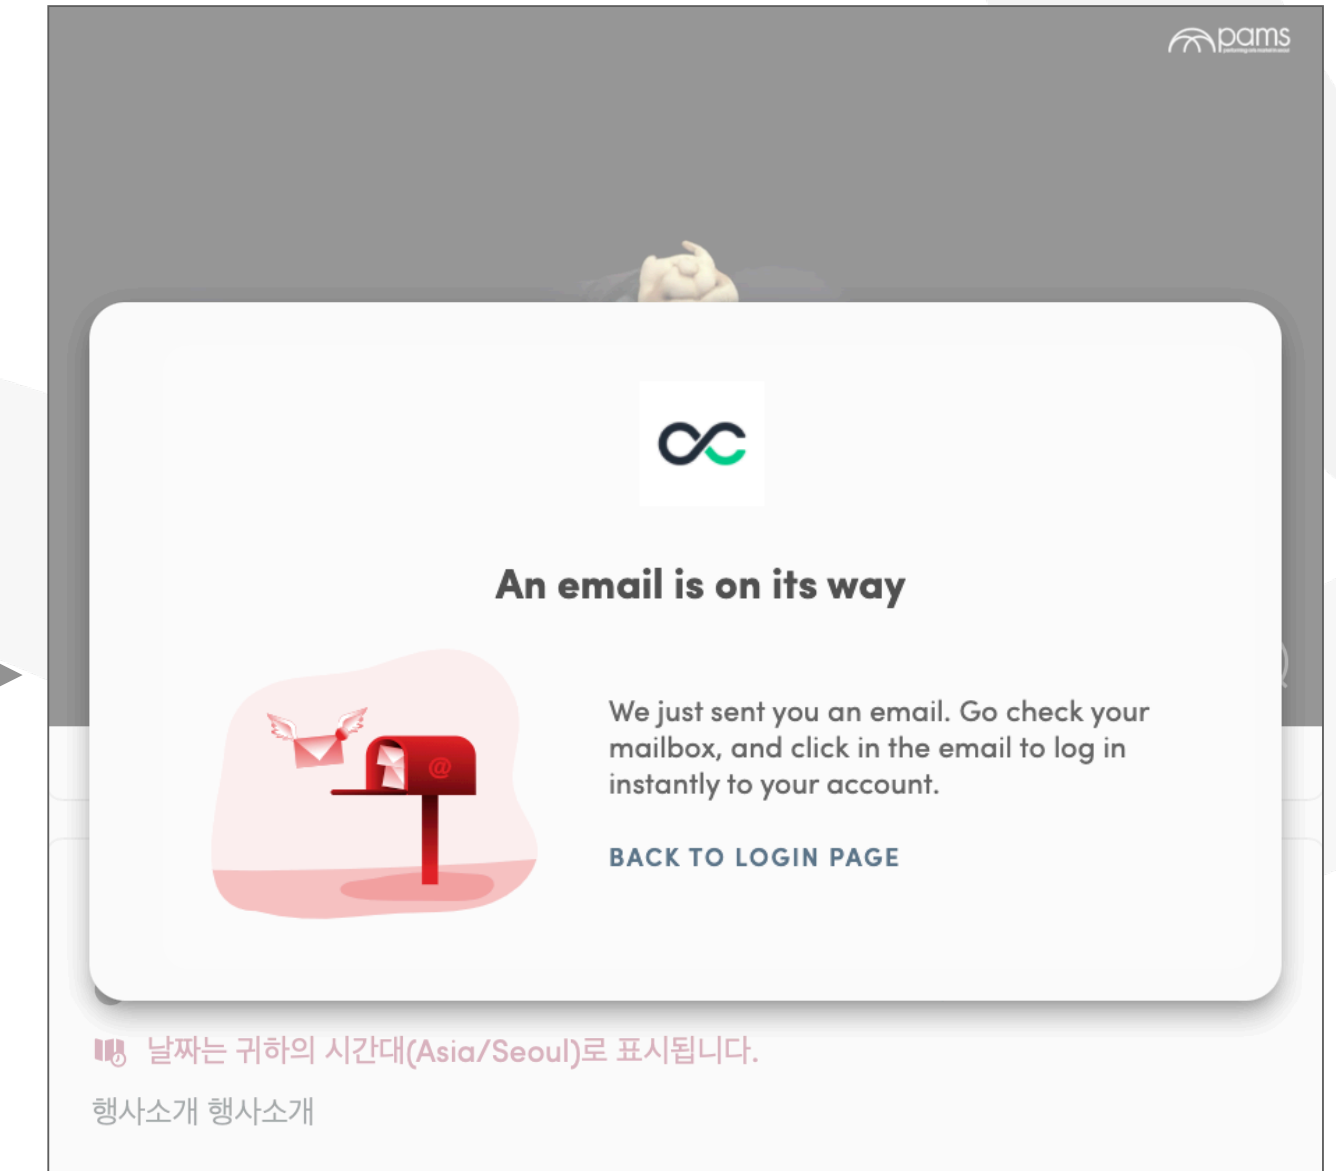 pams
An email is on its way
@
We just sent you an email. Go check your
mailbox, and click in the email to log in
instantly to your account.
BACK TO LOGIN PAGE
날짜는 귀하의 시간대(Asia/Seoul)로 표시됩니다.
행사소개 행사소개